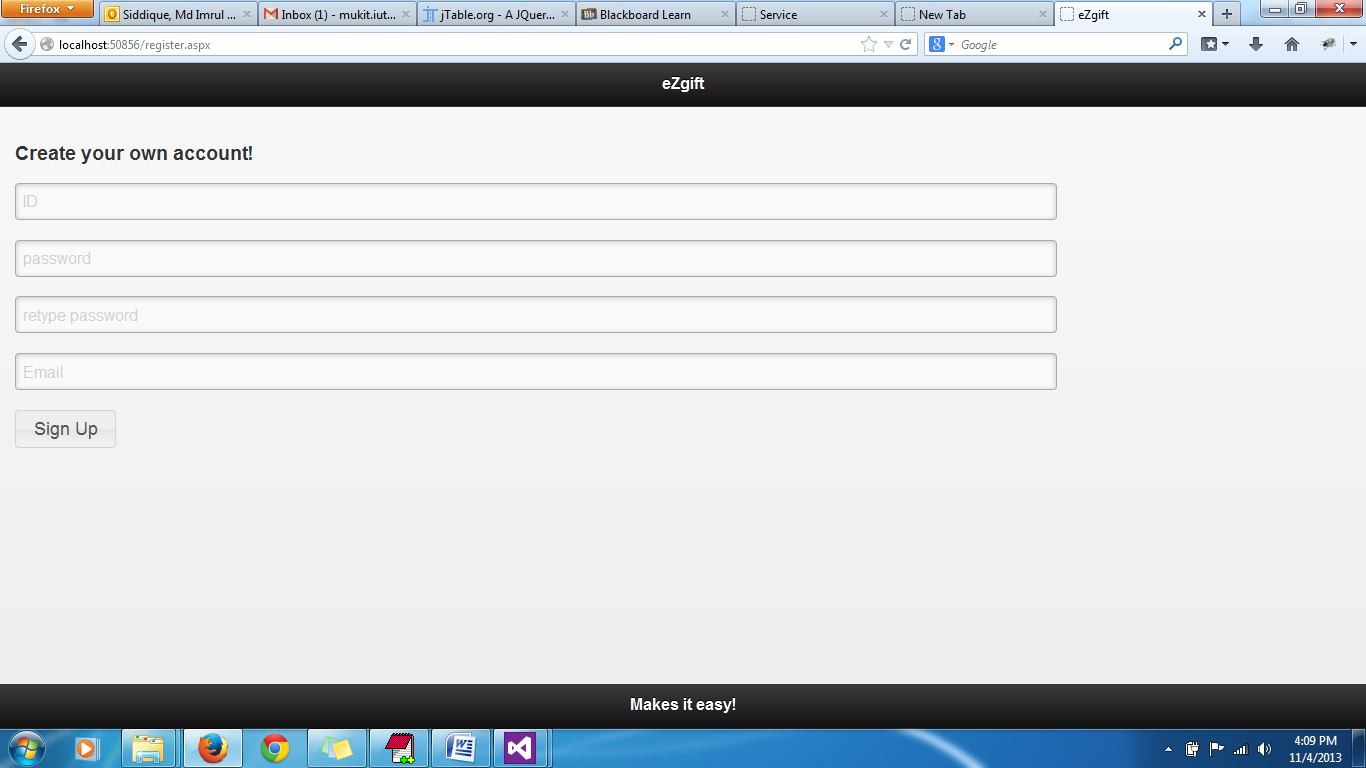 Firefox
Siddique, Md Imrul ...
Inbox (1) - mukit.iut...
jTable.org - A JQuer...
Bb Blackboard Learn
Service
New Tab
eZgift
localhost:50856/register.aspx
Google
eZgift
Create your own account!
ID
password
retype password
Email
Sign Up
Makes it easy!
4:09 PM
11/4/2013